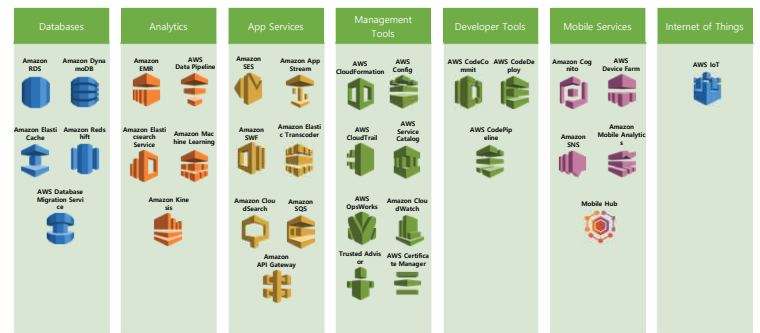 Databases
Amazon
RDS
Amazon Dyna
moDB
Amazon Elasti
Cache
Amazon Reds
hift
AWS Database
Migration Servi
ce
Analytics
Amazon
EMR
AWS
Data Pipeline
Amazon Elasti
csearch
Service
Amazon Mac
hine Learning
Amazon Kine
sis
App Services
Amazon
SES
Amazon App
Stream
Amazon
SWF
Amazon Elasti
c Transcoder
Amazon Clou
dSearch
Amazon
SQS
Amazon
API Gateway
Management
Tools
AWS
CloudFormation
AWS
Config
AWS
CloudTrail
AWS
Service
Catalog
AWS
OpsWorks
Amazon Clou
dWatch
Trusted Advis
or
AWS Certifica
te Manager
Developer Tools
AWS CodeCo
mmit
AWS CodeDe
ploy
AWS CodePip
eline
Mobile Services
Amazon Cog
nito
AWS
Device Farm
Amazon
SNS
Amazon
Mobile Analytic
s
Mobile Hub
Internet of Things
AWS IoT